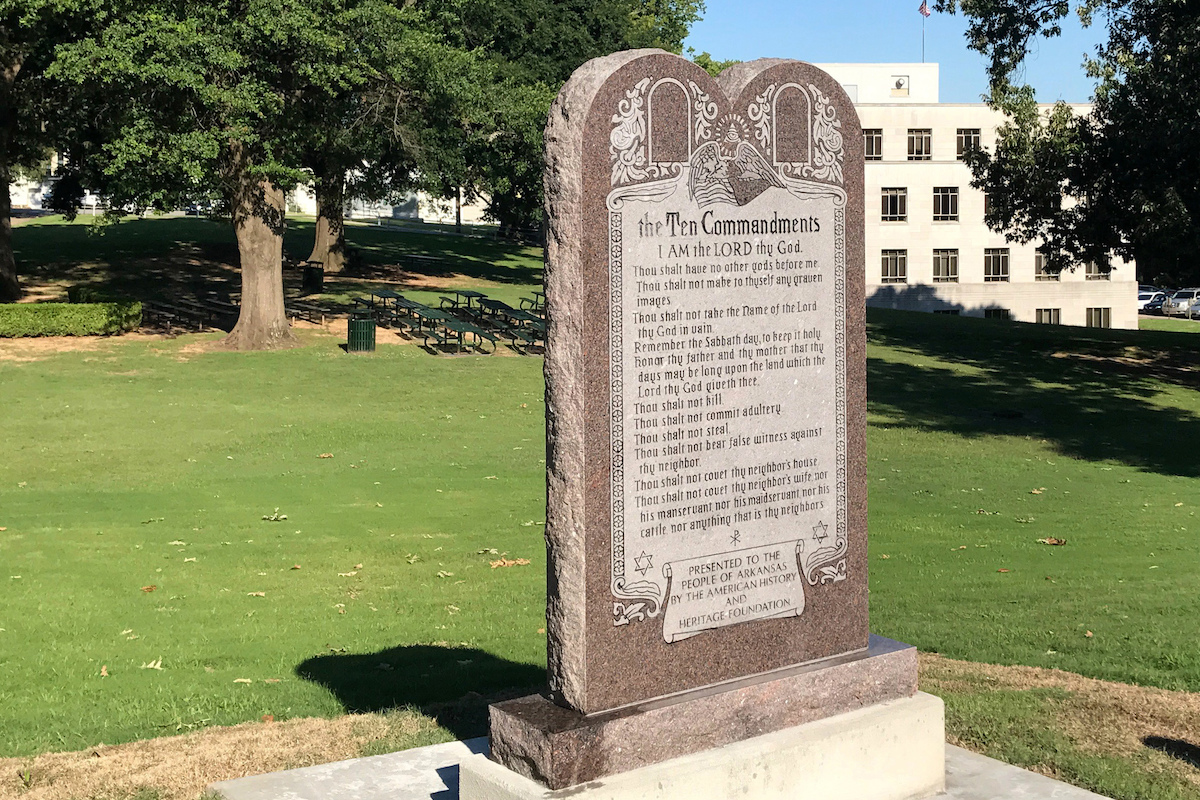 the Ten Commandments
I AM the LORD thy God.
Thou shalt have no other gods before me.
Thou shalt not make to thyself any graven
images.
Thou shalt not take the Name of the Lord
thy God in vain.
Remember the Sabbath day, to keep it holy.
Honor thy father and thy mother that thy
days may be long upon the land which the
Lord thy God giveth thee.
Thou shalt not kill.
Thou shalt not commit adultery.
Thou shalt not steal.
Thou shalt not bear false witness against
thy neighbor.
Thou shalt not covet thy neighbor's house.
Thou shalt not covet thy neighbor's wife, nor
his manservant, nor his maidservant, nor his
cattle, nor anything that is thy neighbors.
PRESENTED TO THE
PEOPLE OF ARKANSAS
BY THE AMERICAN HISTORY
AND
HERITAGE FOUNDATION